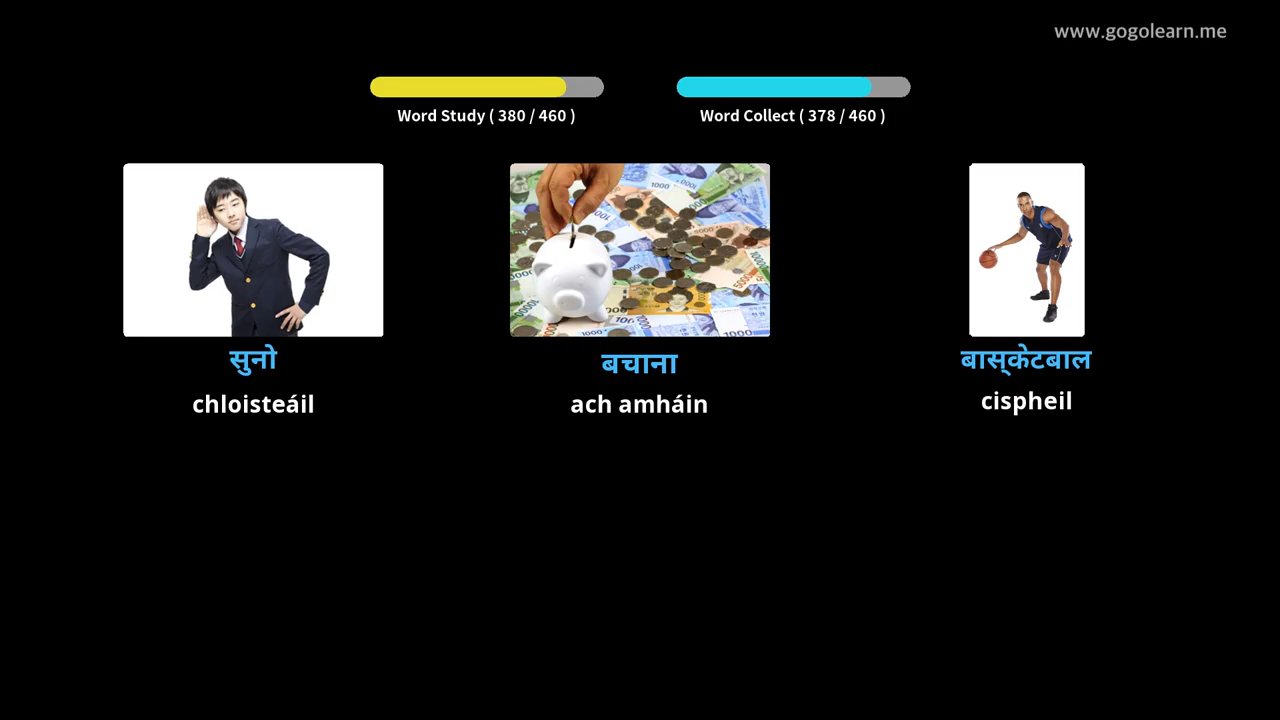 www.gogolearn.me
Word Study ( 380 / 460 )
Word Collect ( 378 / 460 )
सुनो
बचाना
बास्‌केटबाल
chloisteáil
ach amháin
cispheil